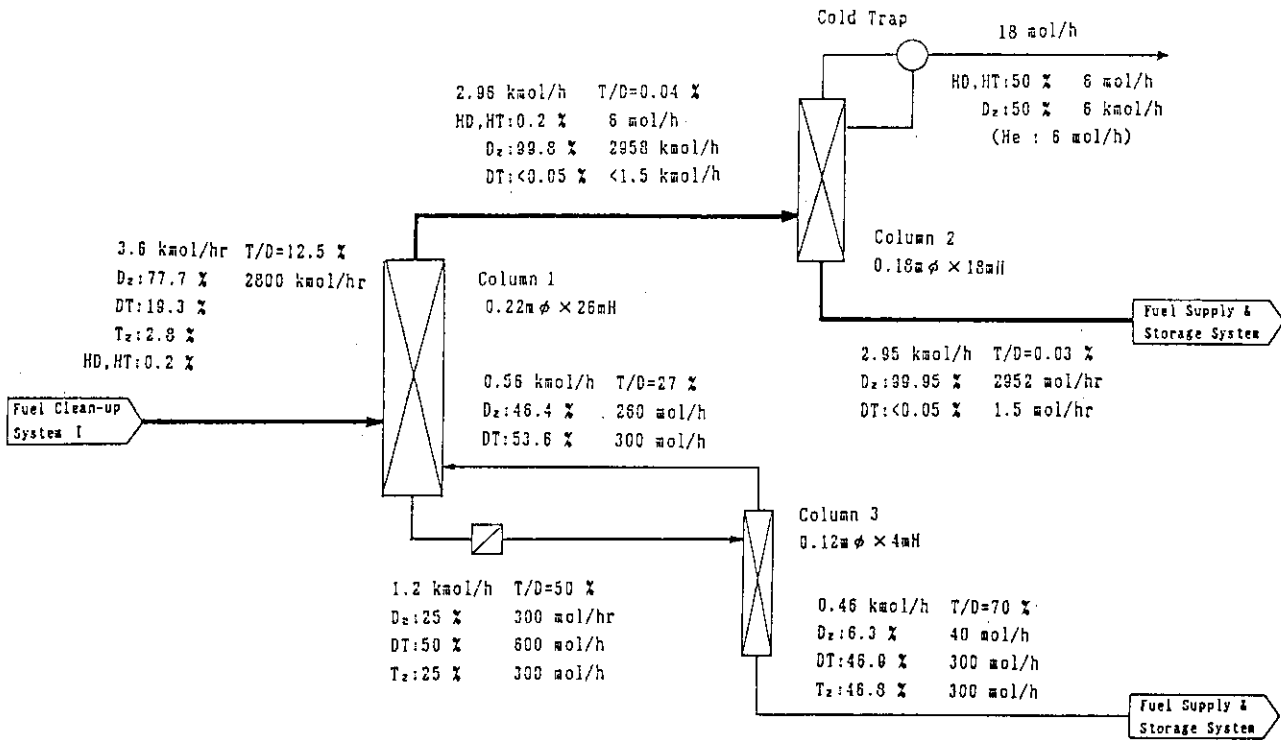 Cold Trap
18 mol/h
HD,HT:50 % 6 mol/h
D₂:50 % 6 kmol/h
(He : 6 mol/h)
2.96 kmol/h T/D=0.04 %
HD,HT:0.2 % 6 mol/h
D₂:99.8 % 2958 kmol/h
DT:<0.05 % <1.5 kmol/h
Column 2
0.18mφ×18mH
3.6 kmol/hr T/D=12.5 %
D₂:77.7 % 2800 kmol/hr
DT:19.3 %
T₂:2.8 %
HD,HT:0.2 %
Column 1
0.22mφ×26mH
Fuel Supply &
Storage System
2.95 kmol/h T/D=0.03 %
D₂:99.95 % 2952 mol/hr
DT:<0.05 % 1.5 mol/hr
0.56 kmol/h T/D=27 %
D₂:46.4 % 260 mol/h
DT:53.6 % 300 mol/h
Fuel Clean-up
System I
Column 3
0.12mφ×4mH
1.2 kmol/h T/D=50 %
D₂:25 % 300 mol/hr
DT:50 % 600 mol/h
T₂:25 % 300 mol/h
0.46 kmol/h T/D=70 %
D₂:6.3 % 40 mol/h
DT:46.9 % 300 mol/h
T₂:46.8 % 300 mol/h
Fuel Supply &
Storage System